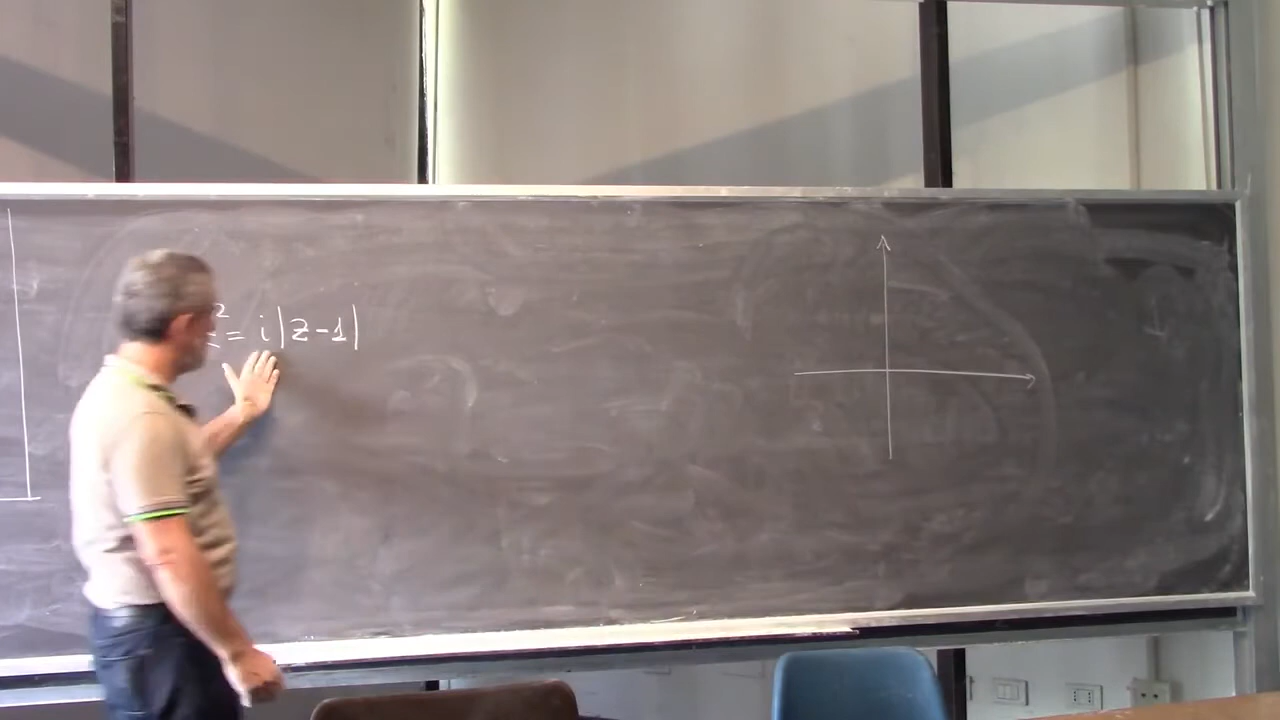 z² = i|z-1|